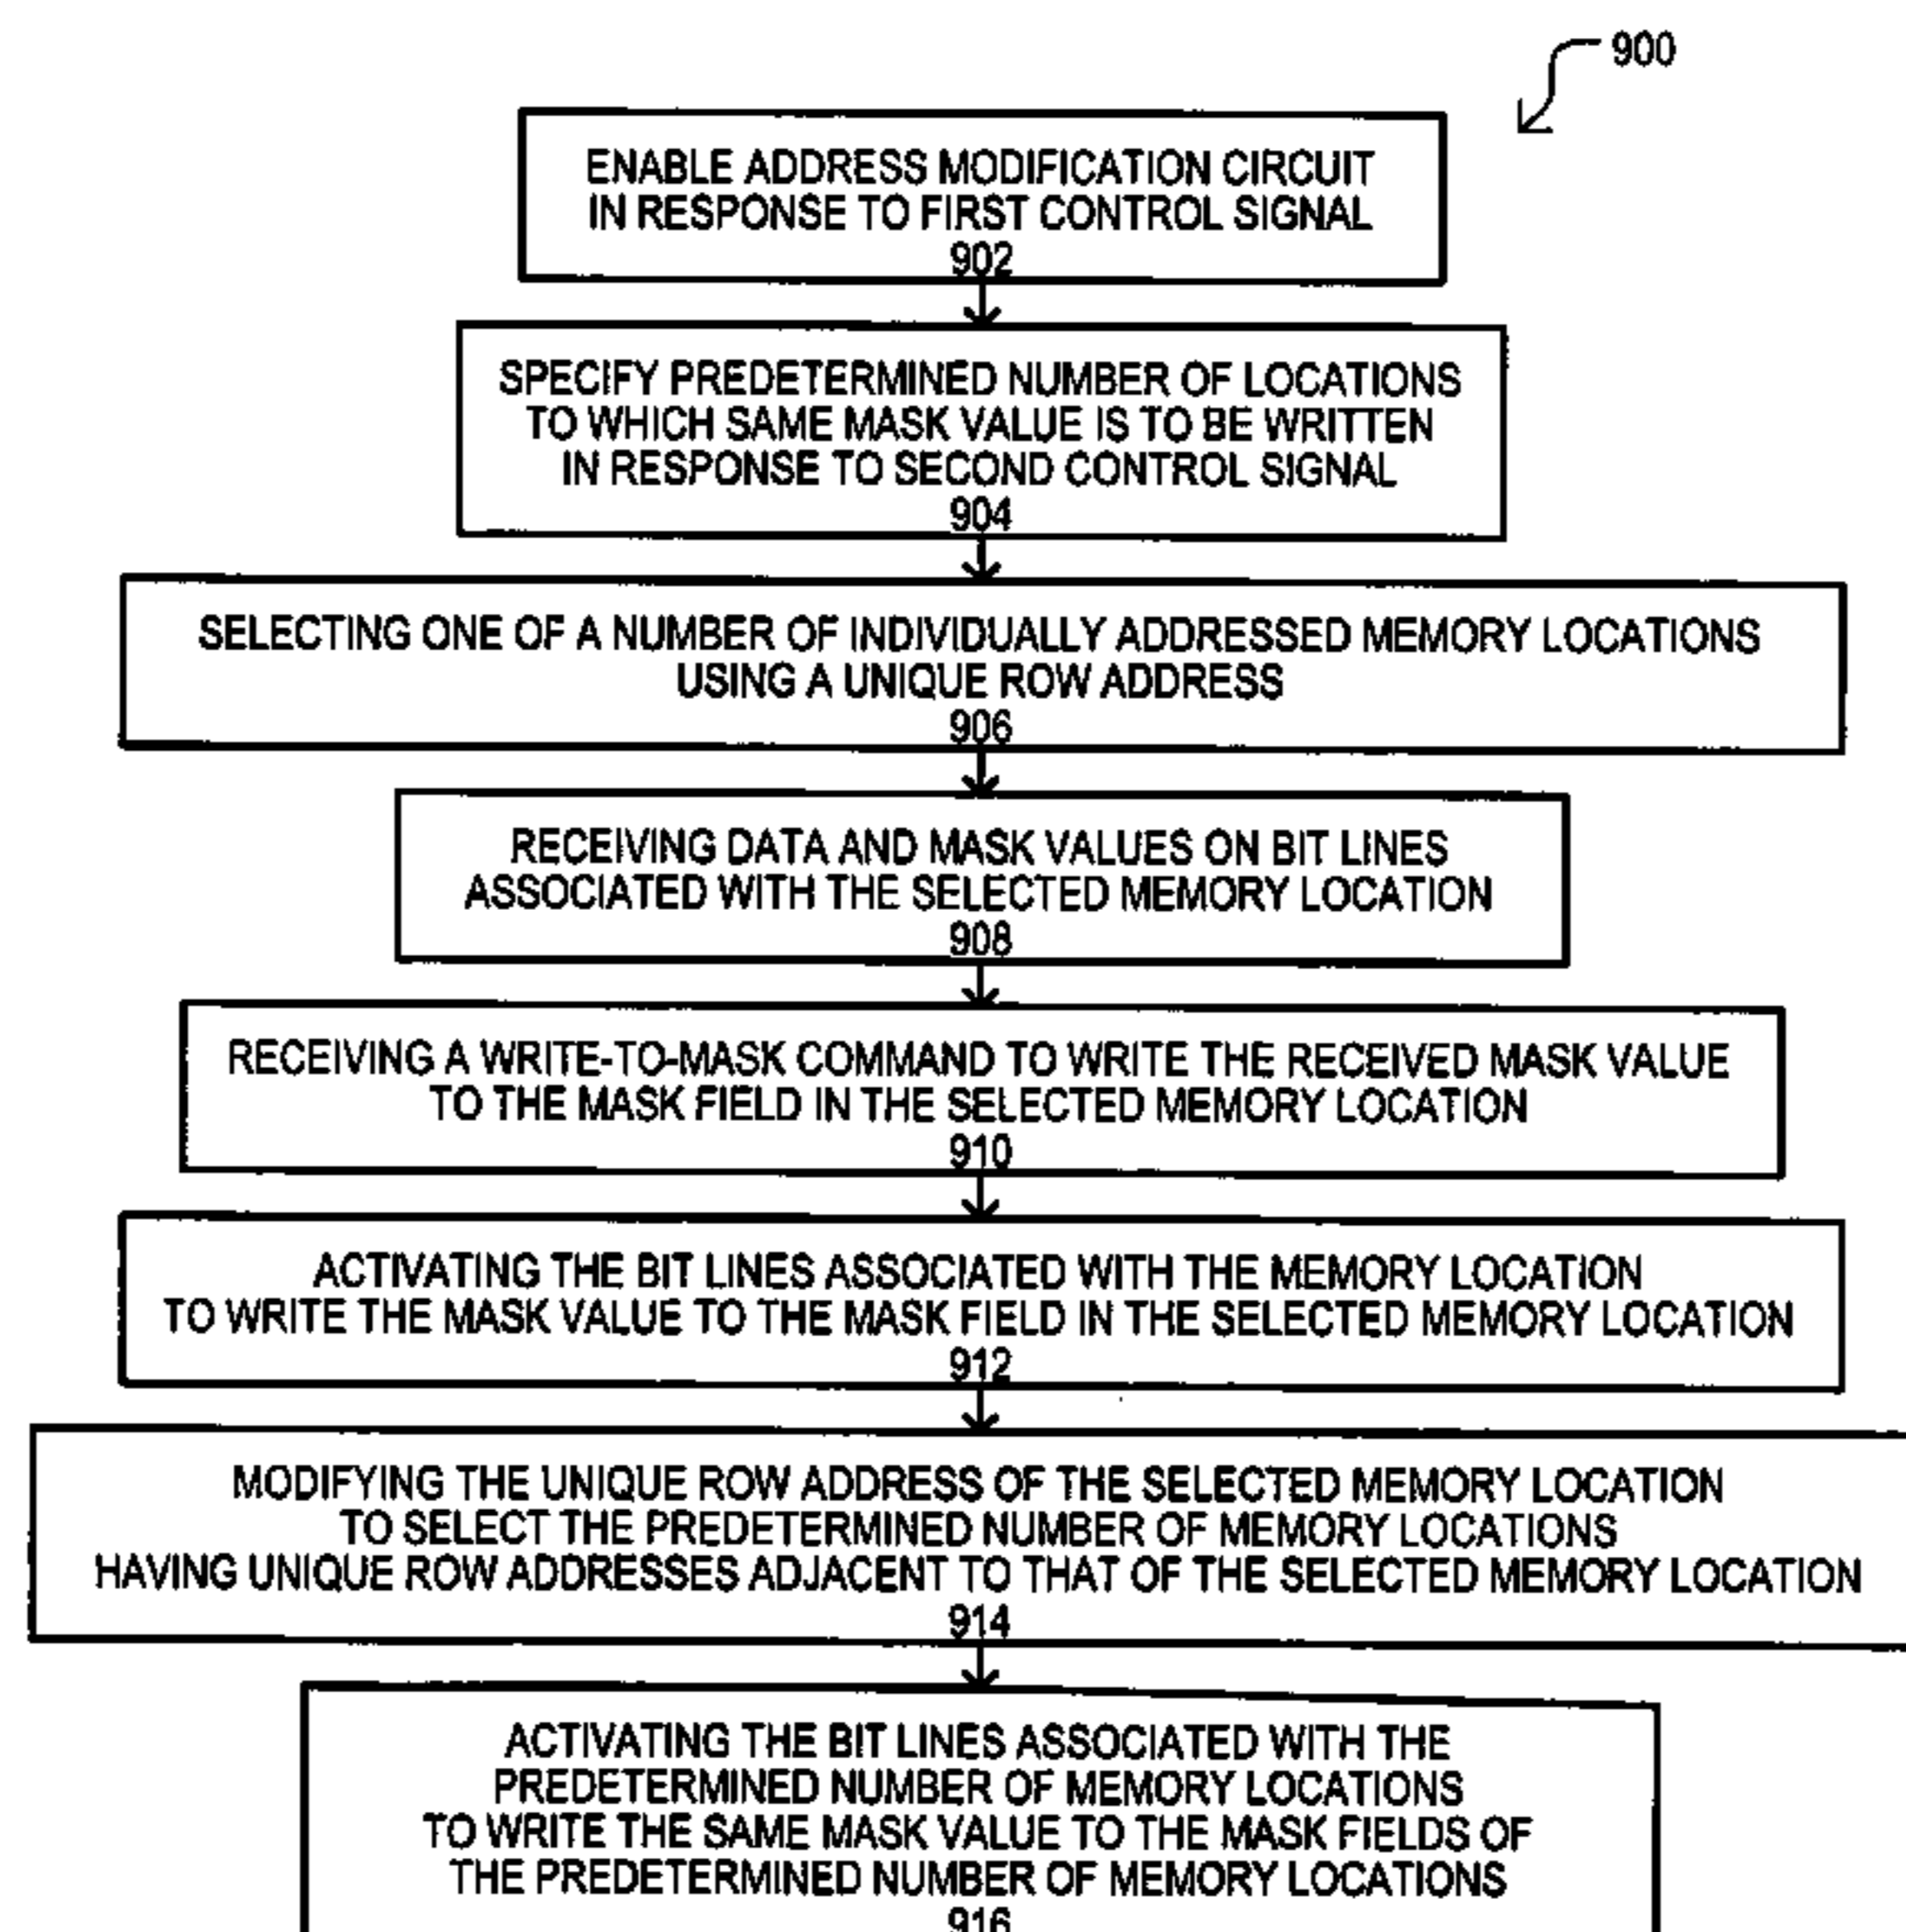 900
ENABLE ADDRESS MODIFICATION CIRCUIT
IN RESPONSE TO FIRST CONTROL SIGNAL
902
SPECIFY PREDETERMINED NUMBER OF LOCATIONS
TO WHICH SAME MASK VALUE IS TO BE WRITTEN
IN RESPONSE TO SECOND CONTROL SIGNAL
904
SELECTING ONE OF A NUMBER OF INDIVIDUALLY ADDRESSED MEMORY LOCATIONS
USING A UNIQUE ROW ADDRESS
906
RECEIVING DATA AND MASK VALUES ON BIT LINES
ASSOCIATED WITH THE SELECTED MEMORY LOCATION
908
RECEIVING A WRITE-TO-MASK COMMAND TO WRITE THE RECEIVED MASK VALUE
TO THE MASK FIELD IN THE SELECTED MEMORY LOCATION
910
ACTIVATING THE BIT LINES ASSOCIATED WITH THE MEMORY LOCATION
TO WRITE THE MASK VALUE TO THE MASK FIELD IN THE SELECTED MEMORY LOCATION
912
MODIFYING THE UNIQUE ROW ADDRESS OF THE SELECTED MEMORY LOCATION
TO SELECT THE PREDETERMINED NUMBER OF MEMORY LOCATIONS
HAVING UNIQUE ROW ADDRESSES ADJACENT TO THAT OF THE SELECTED MEMORY LOCATION
914
ACTIVATING THE BIT LINES ASSOCIATED WITH THE
PREDETERMINED NUMBER OF MEMORY LOCATIONS
TO WRITE THE SAME MASK VALUE TO THE MASK FIELDS OF
THE PREDETERMINED NUMBER OF MEMORY LOCATIONS
916